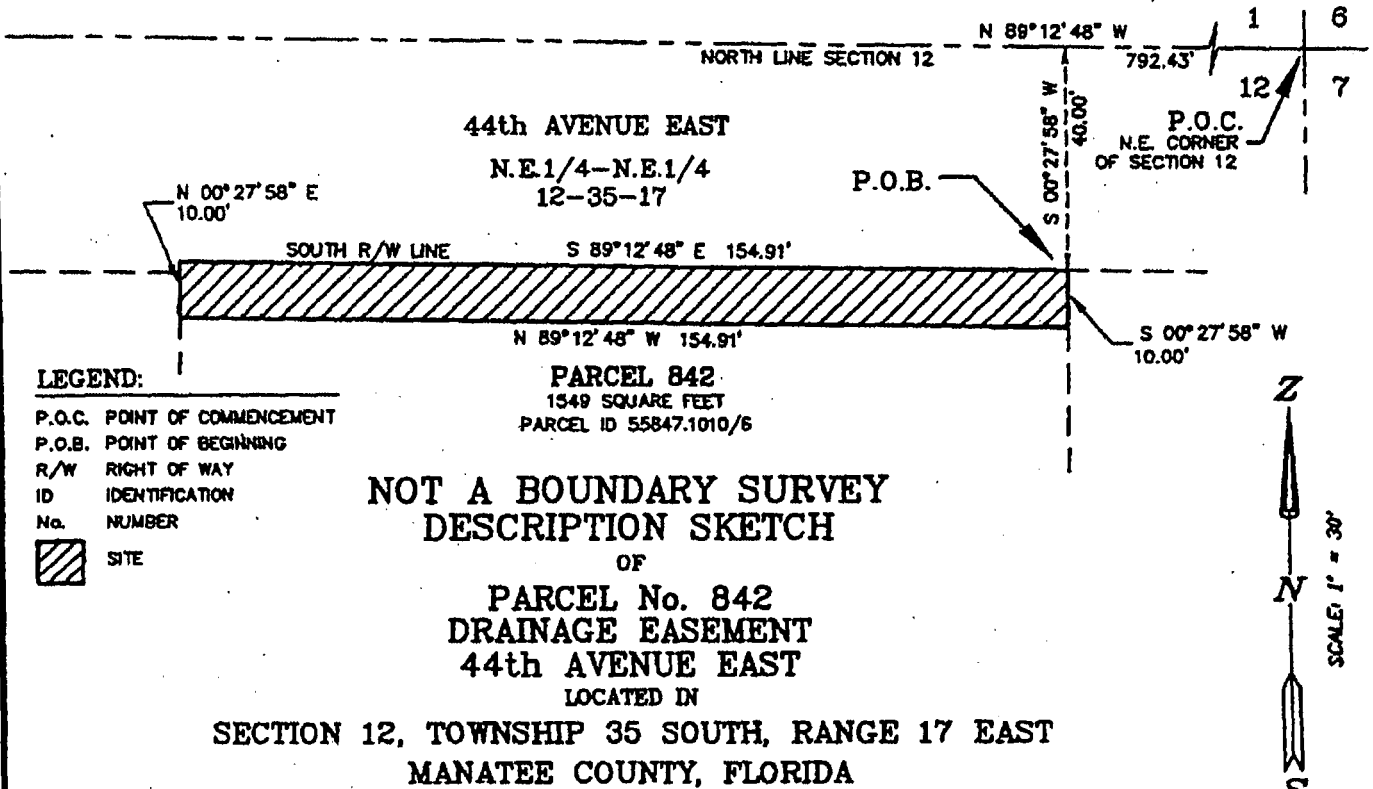 N 89°12'48" W
1
6
NORTH LINE SECTION 12
792.43'
12
7
P.O.C.
N.E. CORNER
OF SECTION 12
S 00°27'58" W
40.00'
44th AVENUE EAST
N.E.1/4-N.E.1/4
12-35-17
P.O.B.
N 00°27'58" E
10.00'
SOUTH R/W LINE
S 89°12'48" E 154.91'
N 89°12'48" W 154.91'
S 00°27'58" W
10.00'
PARCEL 842
1549 SQUARE FEET
PARCEL ID 55847.1010/6
LEGEND:
P.O.C. POINT OF COMMENCEMENT
P.O.B. POINT OF BEGINNING
R/W RIGHT OF WAY
ID IDENTIFICATION
No. NUMBER
SITE
NOT A BOUNDARY SURVEY
DESCRIPTION SKETCH
OF
PARCEL No. 842
DRAINAGE EASEMENT
44th AVENUE EAST
LOCATED IN
SECTION 12, TOWNSHIP 35 SOUTH, RANGE 17 EAST
MANATEE COUNTY, FLORIDA
Z
N
S
SCALE: 1" = 30'